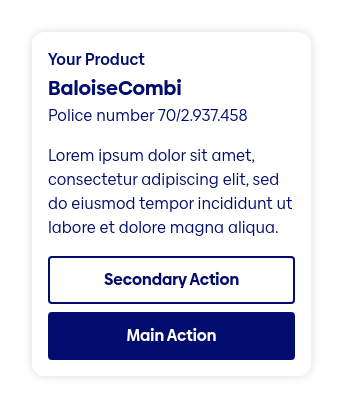 Your Product
BaloiseCombi
Police number 70/2.937.458
Lorem ipsum dolor sit amet,
consectetur adipiscing elit, sed
do eiusmod tempor incididunt ut
labore et dolore magna aliqua.
Secondary Action
Main Action